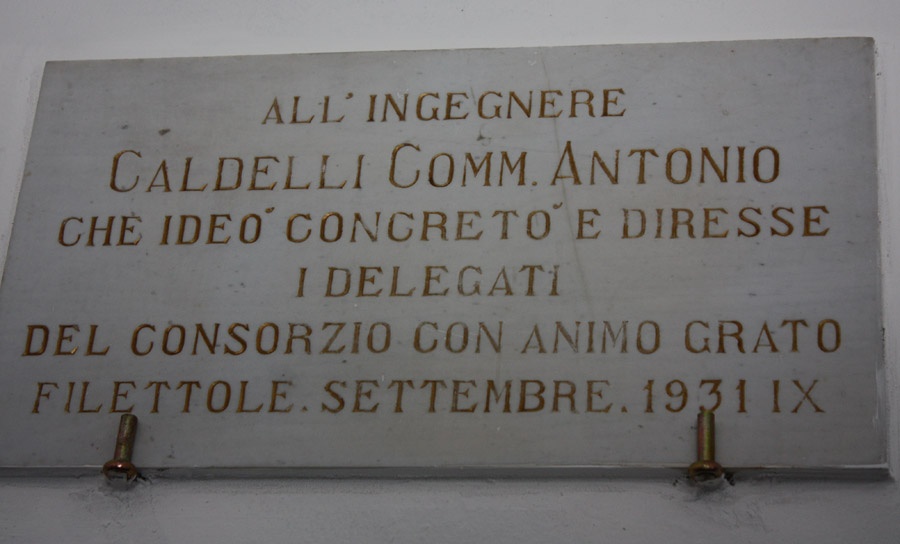 ALL' INGEGNERE
CALDELLI COMM. ANTONIO
CHE IDEO' CONCRETO' E DIRESSE
I DELEGATI
DEL CONSORZIO CON ANIMO GRATO
FILETTOLE. SETTEMBRE. 1931 IX